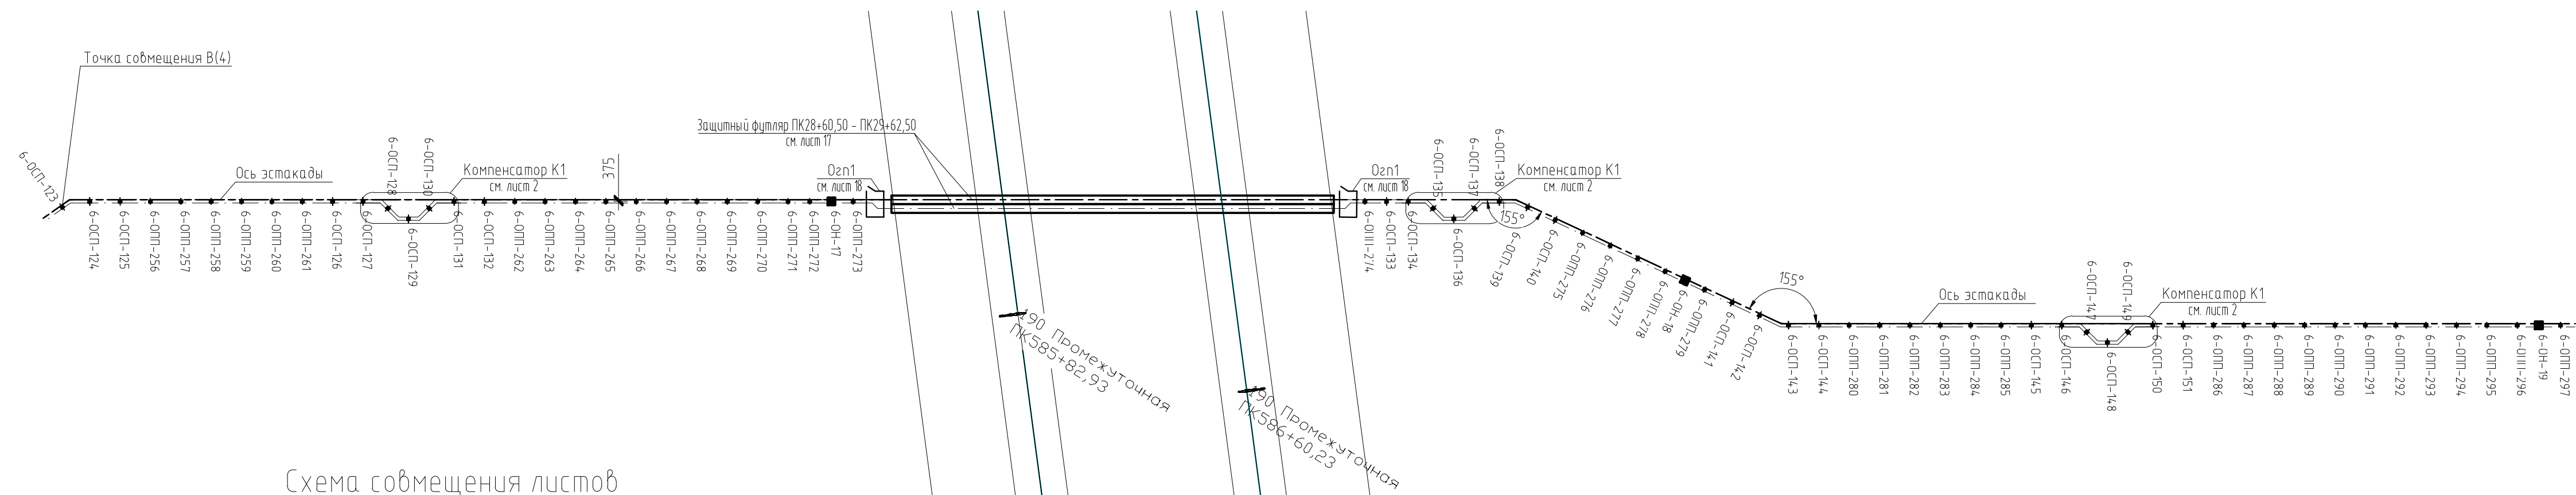 Точка совмещения В(4)
6-ОСП-123
Ось эстакады
6-ОСП-128
6-ОСП-130
Компенсатор К1
см. лист 2
375
Защитный футляр ПК28+60,50 - ПК29+62,50
см. лист 17
Огп1
см. лист 18
Огп1
см. лист 18
6-ОСП-135
6-ОСП-137
6-ОСП-138
Компенсатор К1
см. лист 2
155°
6-ОСП-124
6-ОСП-125
6-ОПП-256
6-ОПП-257
6-ОПП-258
6-ОПП-259
6-ОПП-260
6-ОПП-261
6-ОСП-126
6-ОСП-127
6-ОСП-129
6-ОСП-131
6-ОСП-132
6-ОПП-262
6-ОПП-263
6-ОПП-264
6-ОПП-265
6-ОПП-266
6-ОПП-267
6-ОПП-268
6-ОПП-269
6-ОПП-270
6-ОПП-271
6-ОПП-272
6-ОН-17
6-ОПП-273
6-ОПП-274
6-ОСП-133
6-ОСП-134
6-ОСП-136
6-ОСП-139
6-ОСП-140
6-ОПП-275
6-ОПП-276
6-ОПП-277
6-ОПП-278
6-ОН-18
6-ОПП-279
6-ОСП-141
6-ОСП-142
155°
Ось эстакады
6-ОСП-147
6-ОСП-149
Компенсатор К1
см. лист 2
6-ОСП-143
6-ОСП-144
6-ОПП-280
6-ОПП-281
6-ОПП-282
6-ОПП-283
6-ОПП-284
6-ОПП-285
6-ОСП-145
6-ОСП-146
6-ОСП-148
6-ОСП-150
6-ОСП-151
6-ОПП-286
6-ОПП-287
6-ОПП-288
6-ОПП-289
6-ОПП-290
6-ОПП-291
6-ОПП-292
6-ОПП-293
6-ОПП-294
6-ОПП-295
6-ОПП-296
6-ОН-19
6-ОПП-297
190 Промежуточная
ПК585+82,93
190 Промежуточная
ПК586+60,23
Схема совмещения листов